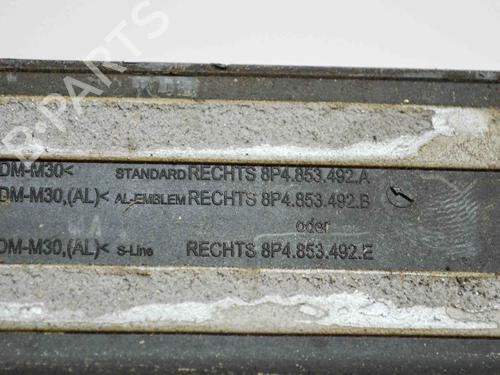 B-PARTS
DM-M30< STANDARD RECHTS 8P4.853.492.A
DM-M30,(AL)< AL-EMBLEM RECHTS 8P4.853.492.B
oder
DM-M30,(AL)< S-Line RECHTS 8P4.853.492.E